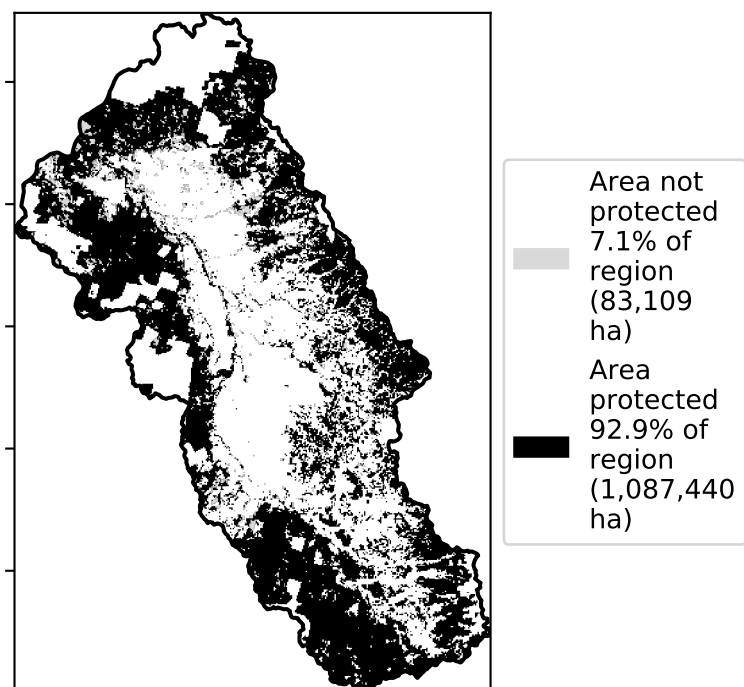 Area not
protected
7.1% of
region
(83,109
ha)
Area
protected
92.9% of
region
(1,087,440
ha)